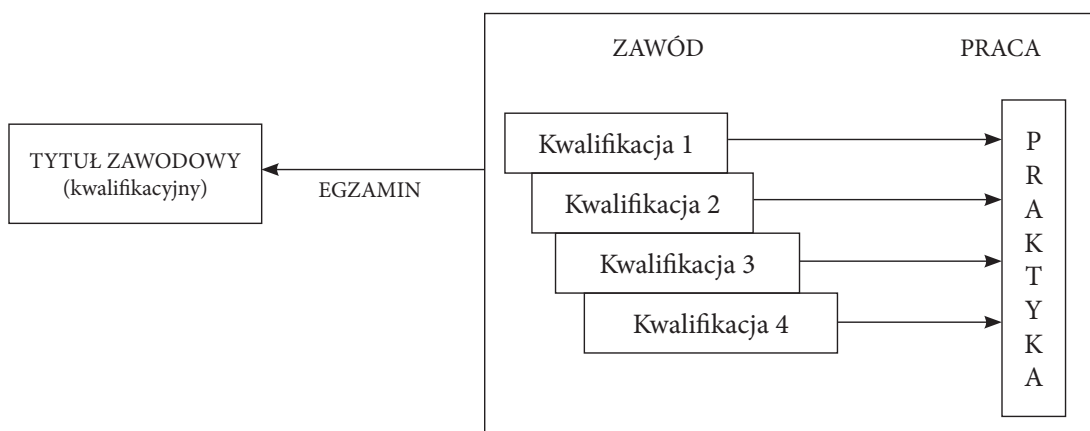 ZAWÓD
PRACA
TYTUŁ ZAWODOWY
(kwalifikacyjny)
EGZAMIN
Kwalifikacja 1
Kwalifikacja 2
Kwalifikacja 3
Kwalifikacja 4
P
R
A
K
T
Y
K
A